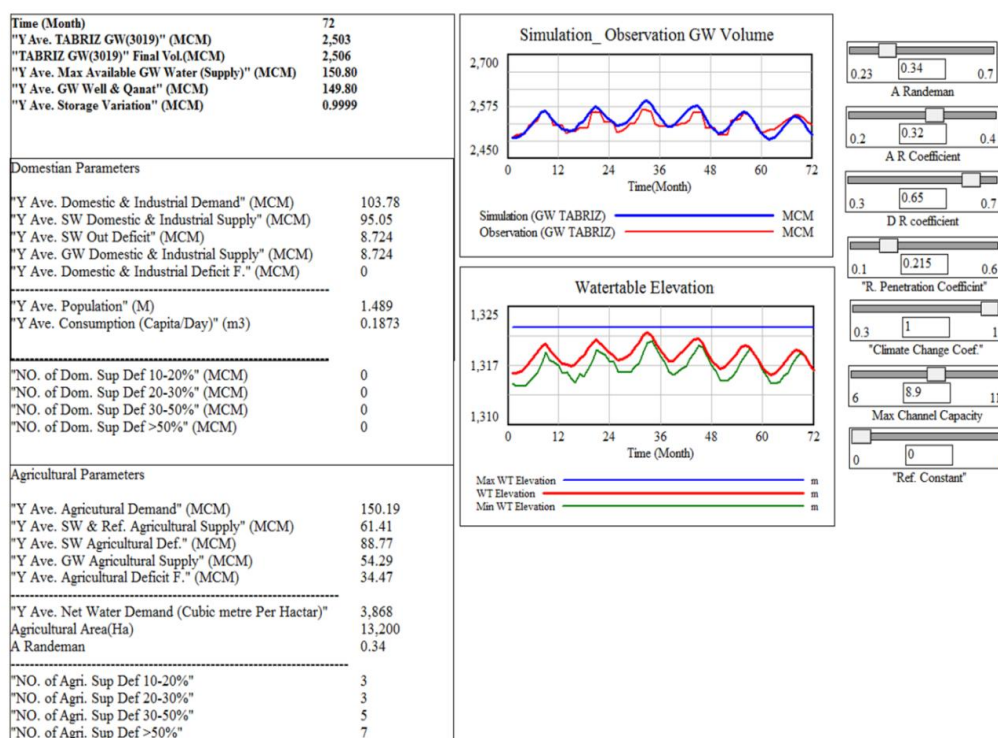 Time (Month) 72
"Y Ave. TABRIZ GW(3019)" (MCM) 2,503
"TABRIZ GW(3019)" Final Vol.(MCM) 2,506
"Y Ave. Max Available GW Water (Supply)" (MCM) 150.80
"Y Ave. GW Well & Qanat" (MCM) 149.80
"Y Ave. Storage Variation" (MCM) 0.9999
Domestian Parameters
"Y Ave. Domestic & Industrial Demand" (MCM) 103.78
"Y Ave. SW Domestic & Industrial Supply" (MCM) 95.05
"Y Ave. SW Out Deficit" (MCM) 8.724
"Y Ave. GW Domestic & Industrial Supply" (MCM) 8.724
"Y Ave. Domestic & Industrial Deficit F." (MCM) 0
"Y Ave. Population" (M) 1.489
"Y Ave. Consumption (Capita/Day)" (m3) 0.1873
"NO. of Dom. Sup Def 10-20%" (MCM) 0
"NO. of Dom. Sup Def 20-30%" (MCM) 0
"NO. of Dom. Sup Def 30-50%" (MCM) 0
"NO. of Dom. Sup Def >50%" (MCM) 0
Agricultural Parameters
"Y Ave. Agricutural Demand" (MCM) 150.19
"Y Ave. SW & Ref. Agricultural Supply" (MCM) 61.41
"Y Ave. SW Agricultural Def." (MCM) 88.77
"Y Ave. GW Agricultural Supply" (MCM) 54.29
"Y Ave. Agricultural Deficit F." (MCM) 34.47
"Y Ave. Net Water Demand (Cubic metre Per Hactar)" 3,868
Agricultural Area(Ha) 13,200
A Randeman 0.34
"NO. of Agri. Sup Def 10-20%" 3
"NO. of Agri. Sup Def 20-30%" 3
"NO. of Agri. Sup Def 30-50%" 5
"NO. of Agri. Sup Def >50%" 7
Simulation_ Observation GW Volume
2,700
2,575
2,450
0 12 24 36 48 60 72
Time(Month)
Simulation (GW TABRIZ) MCM
Observation (GW TABRIZ) MCM
Watertable Elevation
1,325
1,317
1,310
0 12 24 36 48 60 72
Time (Month)
Max WT Elevation m
WT Elevation m
Min WT Elevation m
0.23 0.34 0.7
A Randeman
0.2 0.32 0.4
A R Coefficient
0.3 0.65 0.7
D R coefficient
0.1 0.215 0.6
"R. Penetration Coefficint"
0.3 1 1
"Climate Change Coef."
6 8.9 11
Max Channel Capacity
0 0
"Ref. Constant"